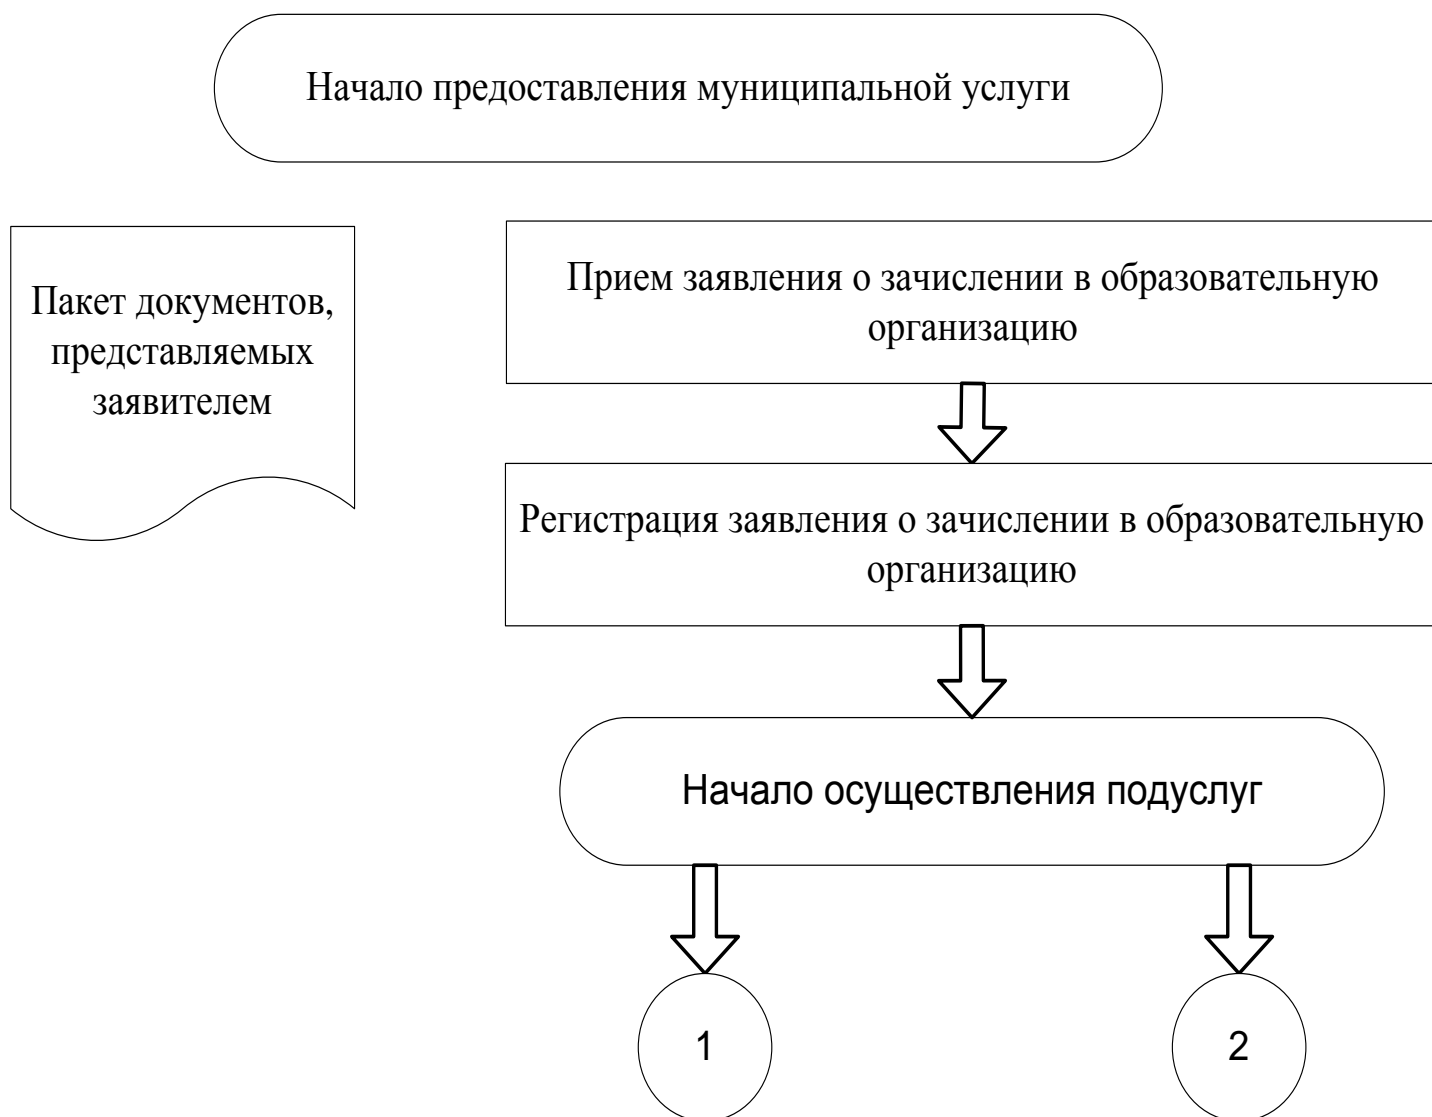 Начало предоставления муниципальной услуги
Пакет документов,
представляемых
заявителем
Прием заявления о зачислении в образовательную
организацию
Регистрация заявления о зачислении в образовательную
организацию
Начало осуществления подуслуг
1
2